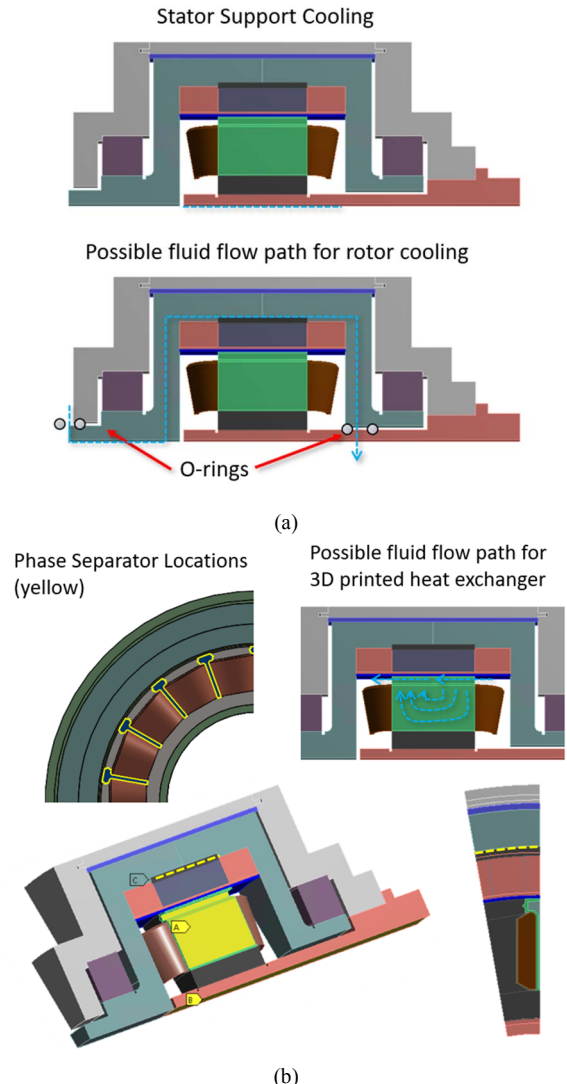 Stator Support Cooling
Possible fluid flow path for rotor cooling
O-rings
(a)
Phase Separator Locations
(yellow)
Possible fluid flow path for
3D printed heat exchanger
C
A
B
(b)